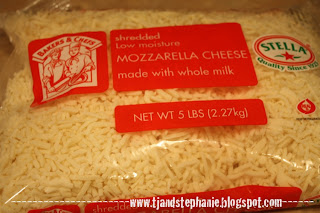 BAKERS & CHEFS
shredded
Low moisture
MOZZARELLA CHEESE
made with whole milk
STELLA
Quality Since
NET WT 5 LBS (2.27kg)
shredded
www.tjandstephanie.blogspot.com